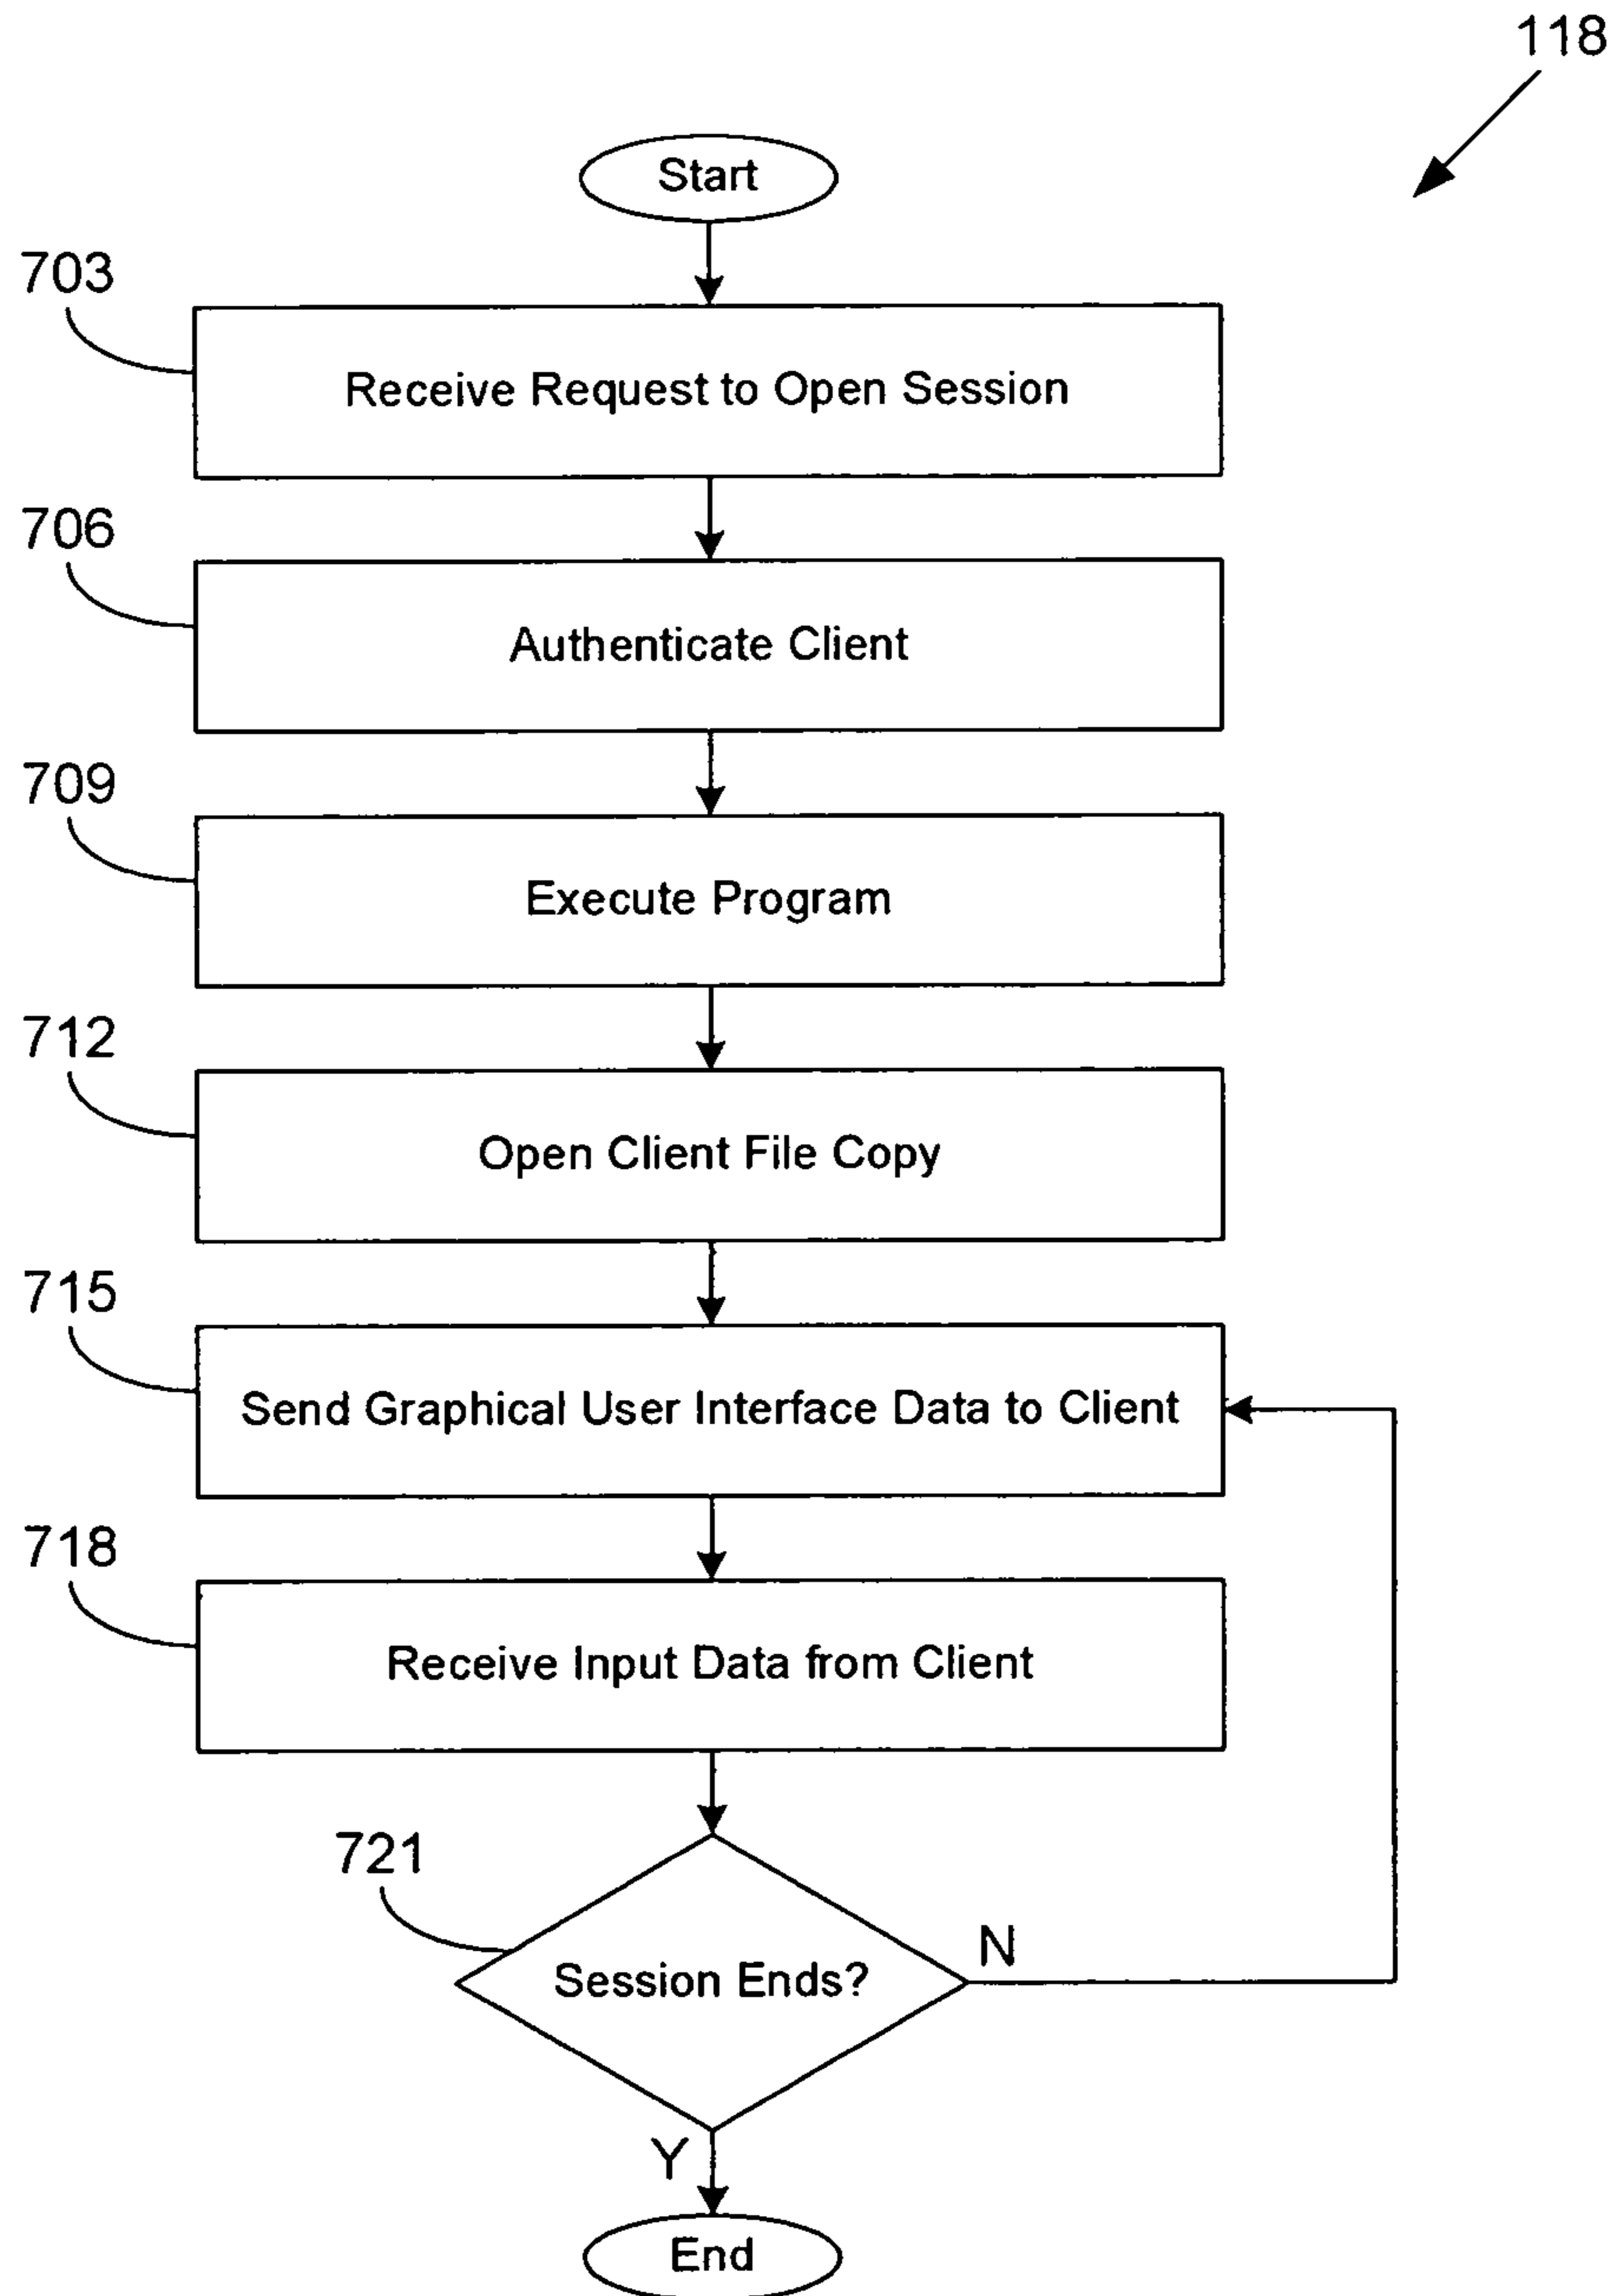 118
Start
703
Receive Request to Open Session
706
Authenticate Client
709
Execute Program
712
Open Client File Copy
715
Send Graphical User Interface Data to Client
718
Receive Input Data from Client
721
Session Ends?
N
Y
End